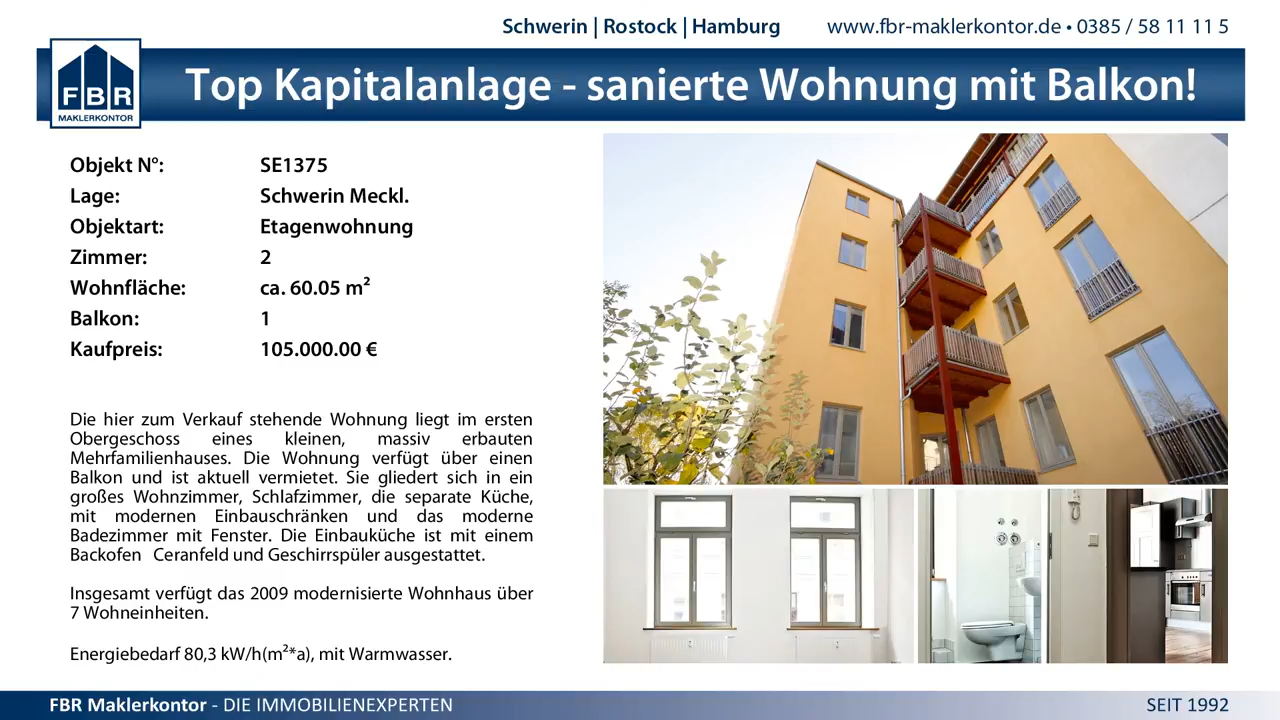 Schwerin | Rostock | Hamburg www.fbr-maklerkontor.de • 0385 / 58 11 11 5
FBR
MAKLERKONTOR
Top Kapitalanlage - sanierte Wohnung mit Balkon!
Objekt N°: SE1375
Lage: Schwerin Meckl.
Objektart: Etagenwohnung
Zimmer: 2
Wohnfläche: ca. 60.05 m²
Balkon: 1
Kaufpreis: 105.000.00 €
Die hier zum Verkauf stehende Wohnung liegt im ersten
Obergeschoss eines kleinen, massiv erbauten
Mehrfamilienhauses. Die Wohnung verfügt über einen
Balkon und ist aktuell vermietet. Sie gliedert sich in ein
großes Wohnzimmer, Schlafzimmer, die separate Küche,
mit modernen Einbauschränken und das moderne
Badezimmer mit Fenster. Die Einbauküche ist mit einem
Backofen Ceranfeld und Geschirrspüler ausgestattet.
Insgesamt verfügt das 2009 modernisierte Wohnhaus über
7 Wohneinheiten.
Energiebedarf 80,3 kW/h(m²*a), mit Warmwasser.
FBR Maklerkontor - DIE IMMOBILIENEXPERTEN SEIT 1992